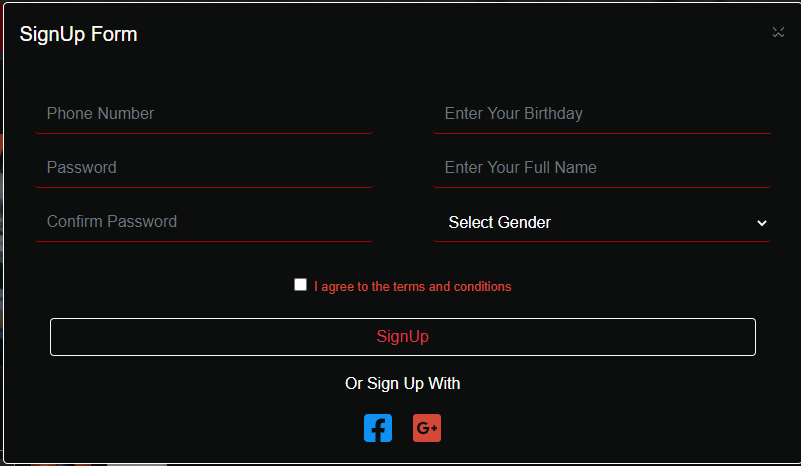 SignUp Form
Phone Number
Enter Your Birthday
Password
Enter Your Full Name
Confirm Password
Select Gender
I agree to the terms and conditions
SignUp
Or Sign Up With
G+